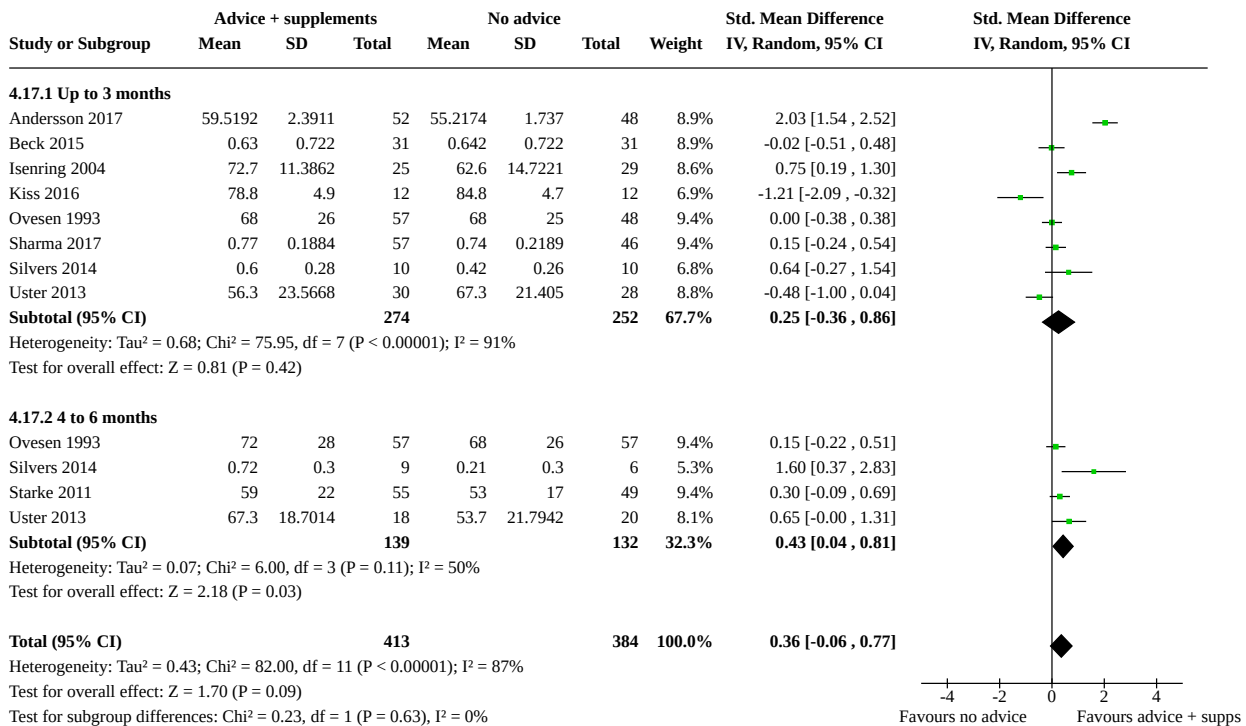 Advice + supplements No advice Std. Mean Difference Std. Mean Difference
Study or Subgroup Mean SD Total Mean SD Total Weight IV, Random, 95% CI IV, Random, 95% CI
4.17.1 Up to 3 months
Andersson 2017 59.5192 2.3911 52 55.2174 1.737 48 8.9% 2.03 [1.54 , 2.52]
Beck 2015 0.63 0.722 31 0.642 0.722 31 8.9% -0.02 [-0.51 , 0.48]
Isenring 2004 72.7 11.3862 25 62.6 14.7221 29 8.6% 0.75 [0.19 , 1.30]
Kiss 2016 78.8 4.9 12 84.8 4.7 12 6.9% -1.21 [-2.09 , -0.32]
Ovesen 1993 68 26 57 68 25 48 9.4% 0.00 [-0.38 , 0.38]
Sharma 2017 0.77 0.1884 57 0.74 0.2189 46 9.4% 0.15 [-0.24 , 0.54]
Silvers 2014 0.6 0.28 10 0.42 0.26 10 6.8% 0.64 [-0.27 , 1.54]
Uster 2013 56.3 23.5668 30 67.3 21.405 28 8.8% -0.48 [-1.00 , 0.04]
Subtotal (95% CI) 274 252 67.7% 0.25 [-0.36 , 0.86]
Heterogeneity: Tau² = 0.68; Chi² = 75.95, df = 7 (P < 0.00001); I² = 91%
Test for overall effect: Z = 0.81 (P = 0.42)
4.17.2 4 to 6 months
Ovesen 1993 72 28 57 68 26 57 9.4% 0.15 [-0.22 , 0.51]
Silvers 2014 0.72 0.3 9 0.21 0.3 6 5.3% 1.60 [0.37 , 2.83]
Starke 2011 59 22 55 53 17 49 9.4% 0.30 [-0.09 , 0.69]
Uster 2013 67.3 18.7014 18 53.7 21.7942 20 8.1% 0.65 [-0.00 , 1.31]
Subtotal (95% CI) 139 132 32.3% 0.43 [0.04 , 0.81]
Heterogeneity: Tau² = 0.07; Chi² = 6.00, df = 3 (P = 0.11); I² = 50%
Test for overall effect: Z = 2.18 (P = 0.03)
Total (95% CI) 413 384 100.0% 0.36 [-0.06 , 0.77]
Heterogeneity: Tau² = 0.43; Chi² = 82.00, df = 11 (P < 0.00001); I² = 87%
Test for overall effect: Z = 1.70 (P = 0.09) -4 -2 0 2 4
Test for subgroup differences: Chi² = 0.23, df = 1 (P = 0.63), I² = 0% Favours no advice Favours advice + supps